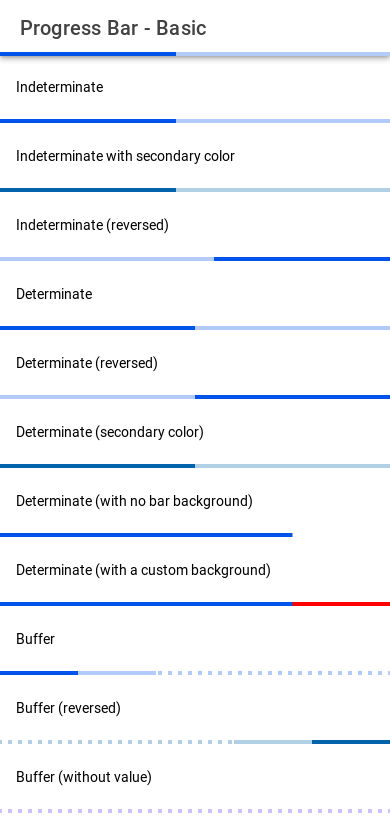 Progress Bar - Basic
Indeterminate
Indeterminate with secondary color
Indeterminate (reversed)
Determinate
Determinate (reversed)
Determinate (secondary color)
Determinate (with no bar background)
Determinate (with a custom background)
Buffer
Buffer (reversed)
Buffer (without value)